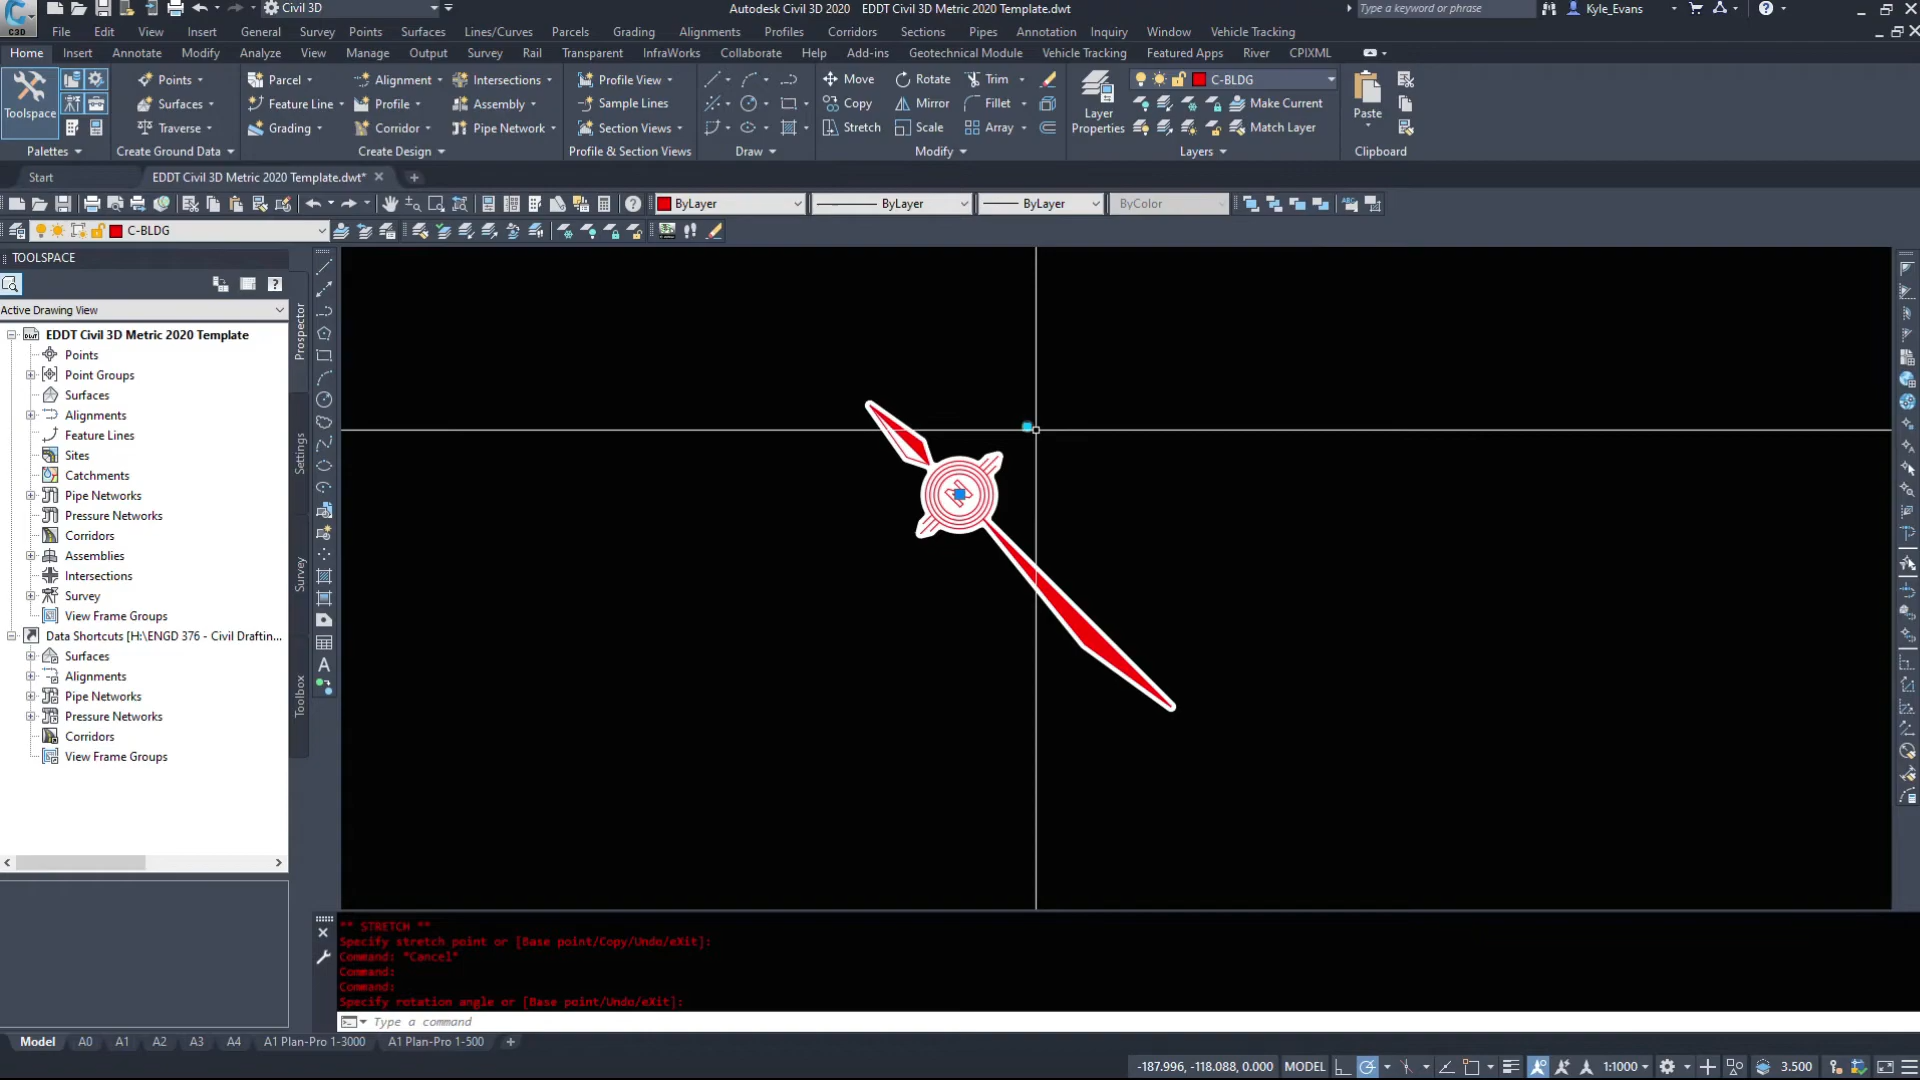 Civil 3D
Autodesk Civil 3D 2020 EDDT Civil 3D Metric 2020 Template.dwt
Type a keyword or phrase
Kyle_Evans
C3D
File Edit View Insert General Survey Points Surfaces Lines/Curves Parcels Grading Alignments Profiles Corridors Sections Pipes Annotation Inquiry Window Vehicle Tracking
Home Insert Annotate Modify Analyze View Manage Output Survey Rail Transparent InfraWorks Collaborate Help Add-ins Geotechnical Module Vehicle Tracking Featured Apps River CPIXML
Toolspace
Points
Surfaces
Traverse
Parcel
Feature Line
Grading
Alignment
Profile
Corridor
Intersections
Assembly
Pipe Network
Profile View
Sample Lines
Section Views
Move Rotate Trim
Copy Mirror Fillet
Stretch Scale Array
Layer
Properties
C-BLDG
Make Current
Match Layer
Paste
Palettes Create Ground Data Create Design Profile & Section Views Draw Modify Layers Clipboard
Start EDDT Civil 3D Metric 2020 Template.dwt*
ByLayer ByLayer ByLayer ByColor
C-BLDG
TOOLSPACE
Active Drawing View
EDDT Civil 3D Metric 2020 Template
Points
Point Groups
Surfaces
Alignments
Feature Lines
Sites
Catchments
Pipe Networks
Pressure Networks
Corridors
Assemblies
Intersections
Survey
View Frame Groups
Data Shortcuts [H:\ENGD 376 - Civil Draftin...
Surfaces
Alignments
Pipe Networks
Pressure Networks
Corridors
View Frame Groups
Prospector
Settings
Survey
Toolbox
** STRETCH **
Specify stretch point or [Base point/Copy/Undo/eXit]:
Command: *Cancel*
Command:
Command:
Specify rotation angle or [Base point/Undo/eXit]:
Type a command
Model A0 A1 A2 A3 A4 A1 Plan-Pro 1-3000 A1 Plan-Pro 1-500
-187.996, -118.088, 0.000 MODEL 1:1000 3.500